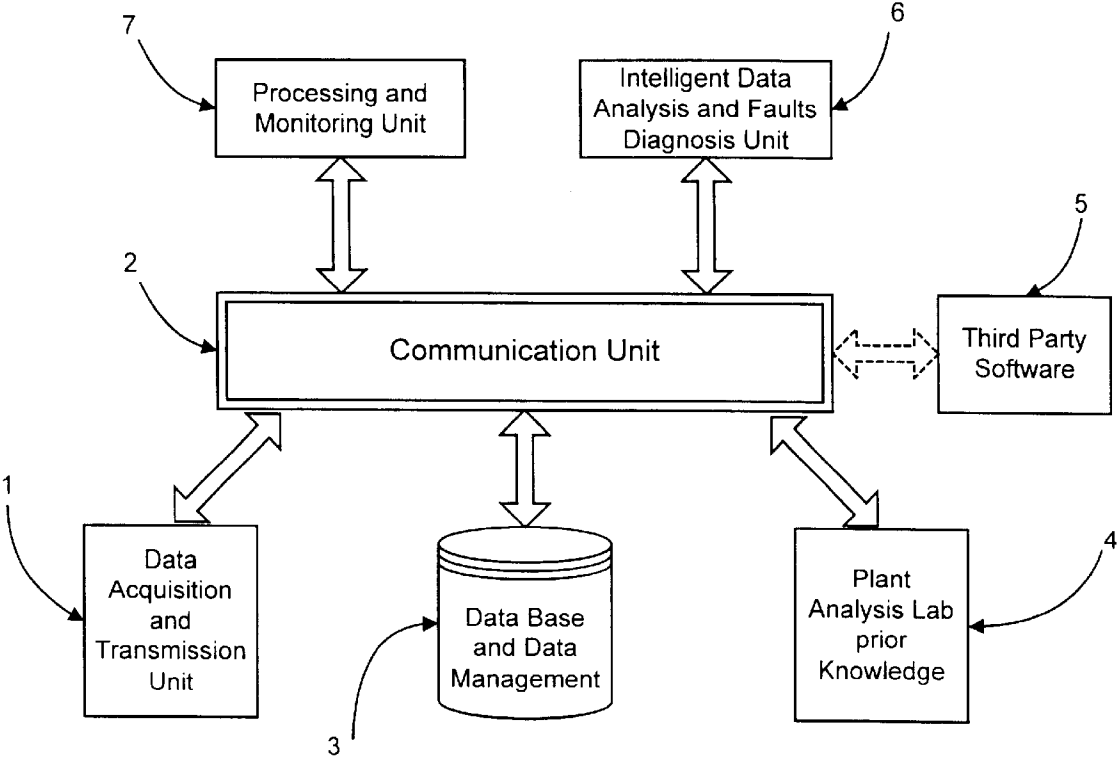 7
6
Processing and
Monitoring Unit
Intelligent Data
Analysis and Faults
Diagnosis Unit
5
2
Communication Unit
Third Party
Software
1
Data
Acquisition
and
Transmission
Unit
Data Base
and Data
Management
Plant
Analysis Lab
prior
Knowledge
4
3